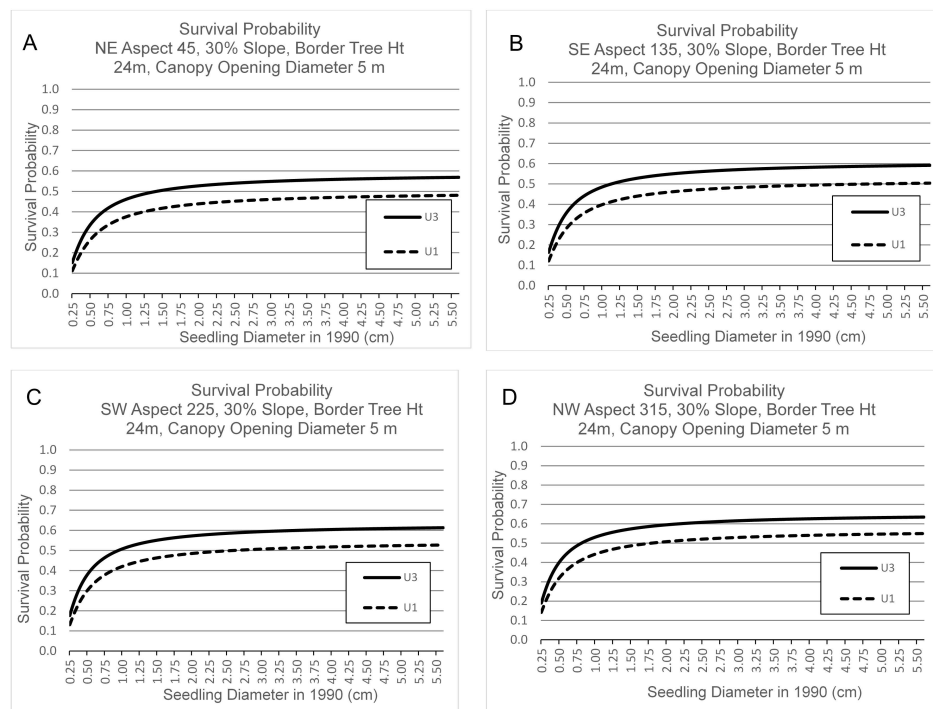 A
Survival Probability
NE Aspect 45, 30% Slope, Border Tree Ht
24m, Canopy Opening Diameter 5 m
1.0
0.9
0.8
0.7
0.6
0.5
0.4
0.3
0.2
0.1
0.0
Survival Probability
U3
U1
0.25 0.50 0.75 1.00 1.25 1.50 1.75 2.00 2.25 2.50 2.75 3.00 3.25 3.50 3.75 4.00 4.25 4.50 4.75 5.00 5.25 5.50
Seedling Diameter in 1990 (cm)
B
Survival Probability
SE Aspect 135, 30% Slope, Border Tree Ht
24m, Canopy Opening Diameter 5 m
1.0
0.9
0.8
0.7
0.6
0.5
0.4
0.3
0.2
0.1
0.0
Survival Probability
U3
U1
0.25 0.50 0.75 1.00 1.25 1.50 1.75 2.00 2.25 2.50 2.75 3.00 3.25 3.50 3.75 4.00 4.25 4.50 4.75 5.00 5.25 5.50
Seedling Diameter in 1990 (cm)
C
Survival Probability
SW Aspect 225, 30% Slope, Border Tree Ht
24m, Canopy Opening Diameter 5 m
1.0
0.9
0.8
0.7
0.6
0.5
0.4
0.3
0.2
0.1
0.0
Survival Probability
U3
U1
0.25 0.50 0.75 1.00 1.25 1.50 1.75 2.00 2.25 2.50 2.75 3.00 3.25 3.50 3.75 4.00 4.25 4.50 4.75 5.00 5.25 5.50
Seedling Diameter in 1990 (cm)
D
Survival Probability
NW Aspect 315, 30% Slope, Border Tree Ht
24m, Canopy Opening Diameter 5 m
1.0
0.9
0.8
0.7
0.6
0.5
0.4
0.3
0.2
0.1
0.0
Survival Probability
U3
U1
0.25 0.50 0.75 1.00 1.25 1.50 1.75 2.00 2.25 2.50 2.75 3.00 3.25 3.50 3.75 4.00 4.25 4.50 4.75 5.00 5.25 5.50
Seedling Diameter in 1990 (cm)